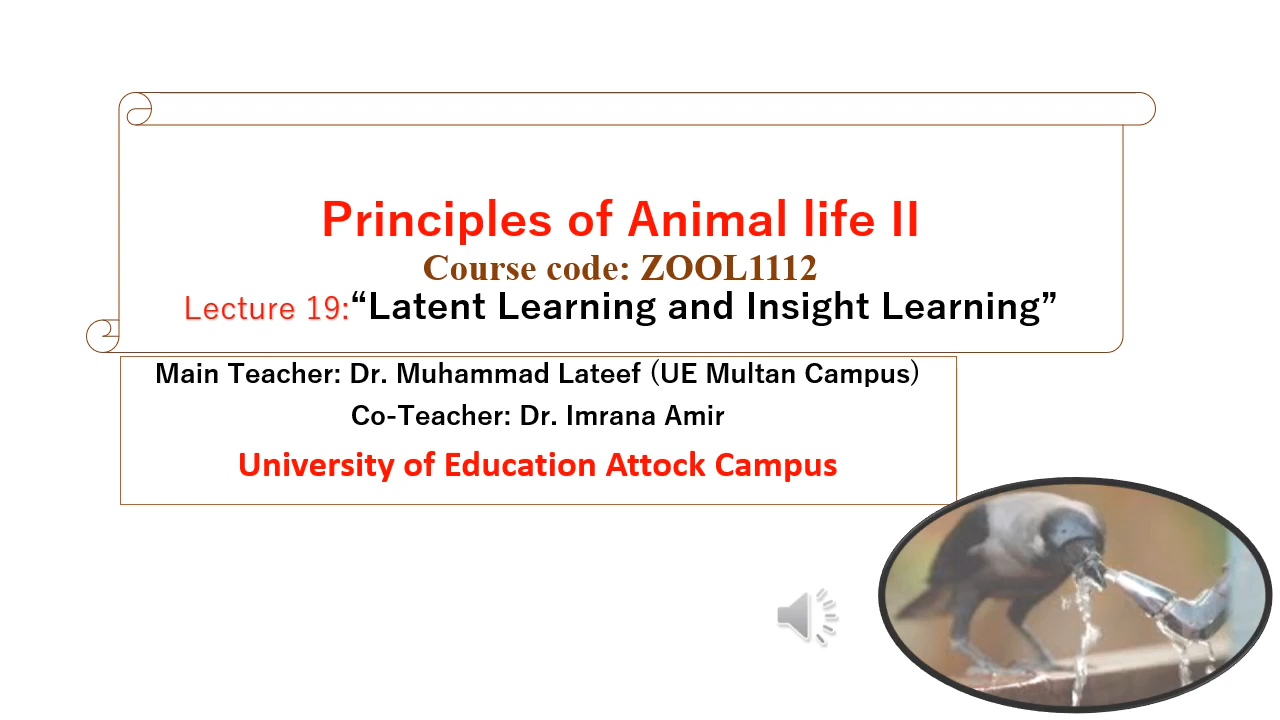 Principles of Animal life II
Course code: ZOOL1112
Lecture 19:“Latent Learning and Insight Learning”
Main Teacher: Dr. Muhammad Lateef (UE Multan Campus)
Co-Teacher: Dr. Imrana Amir
University of Education Attock Campus